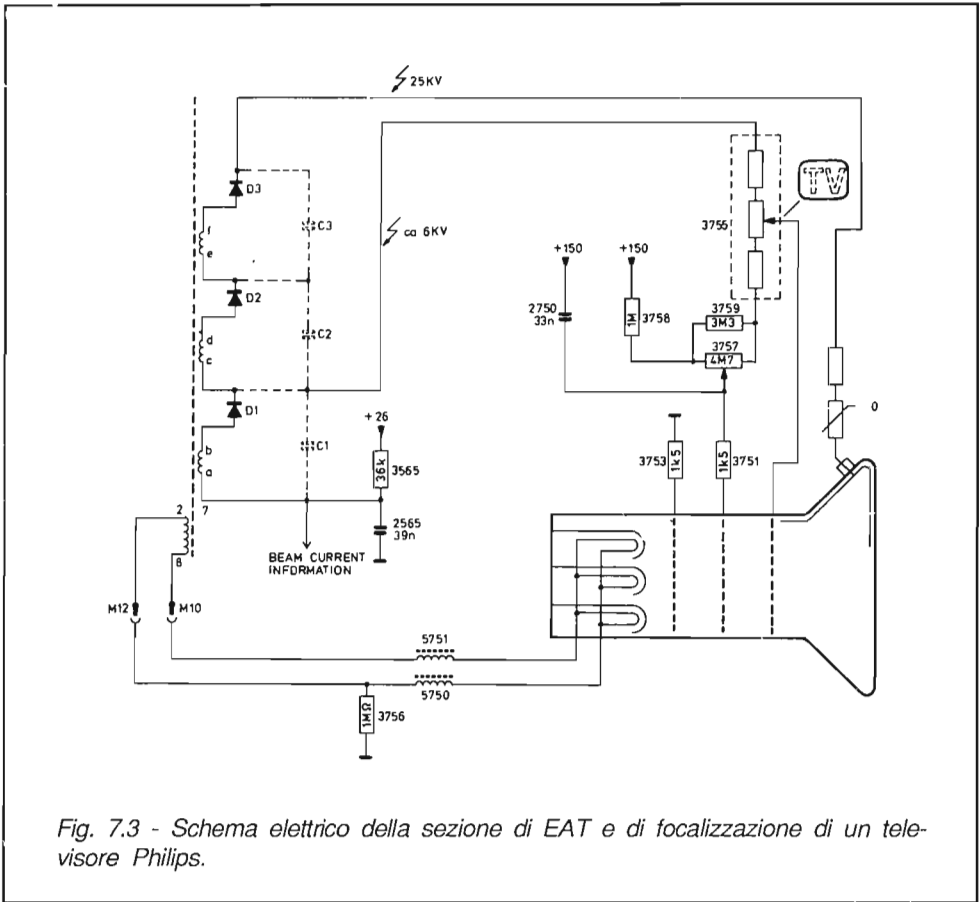 25KV
D3
C3
f
e
ca 6KV
TV
3755
+150
+150
D2
2750
33n
1M
3758
3759
3M3
3757
4M7
d
c
C2
D1
+26
0
b
a
C1
36k
3565
3753
1k5
1k5
3751
2
7
2565
39n
8
BEAM CURRENT
INFORMATION
M12
M10
5751
5750
1MΩ
3756
Fig. 7.3 - Schema elettrico della sezione di EAT e di focalizzazione di un tele-
visore Philips.